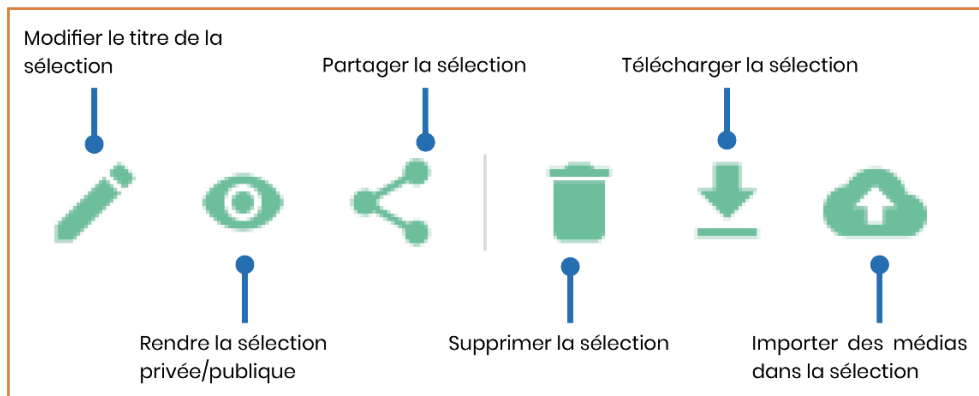 Modifier le titre de la
sélection
Partager la sélection
Télécharger la sélection
Rendre la sélection
privée/publique
Supprimer la sélection
Importer des médias
dans la sélection